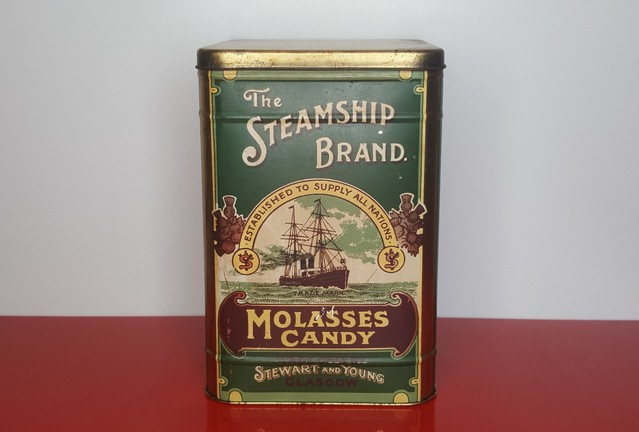 The
STEAMSHIP
BRAND.
·ESTABLISHED TO SUPPLY ALL NATIONS·
TRADE MARK
MOLASSES
CANDY
STEWART AND YOUNG
GLASGOW